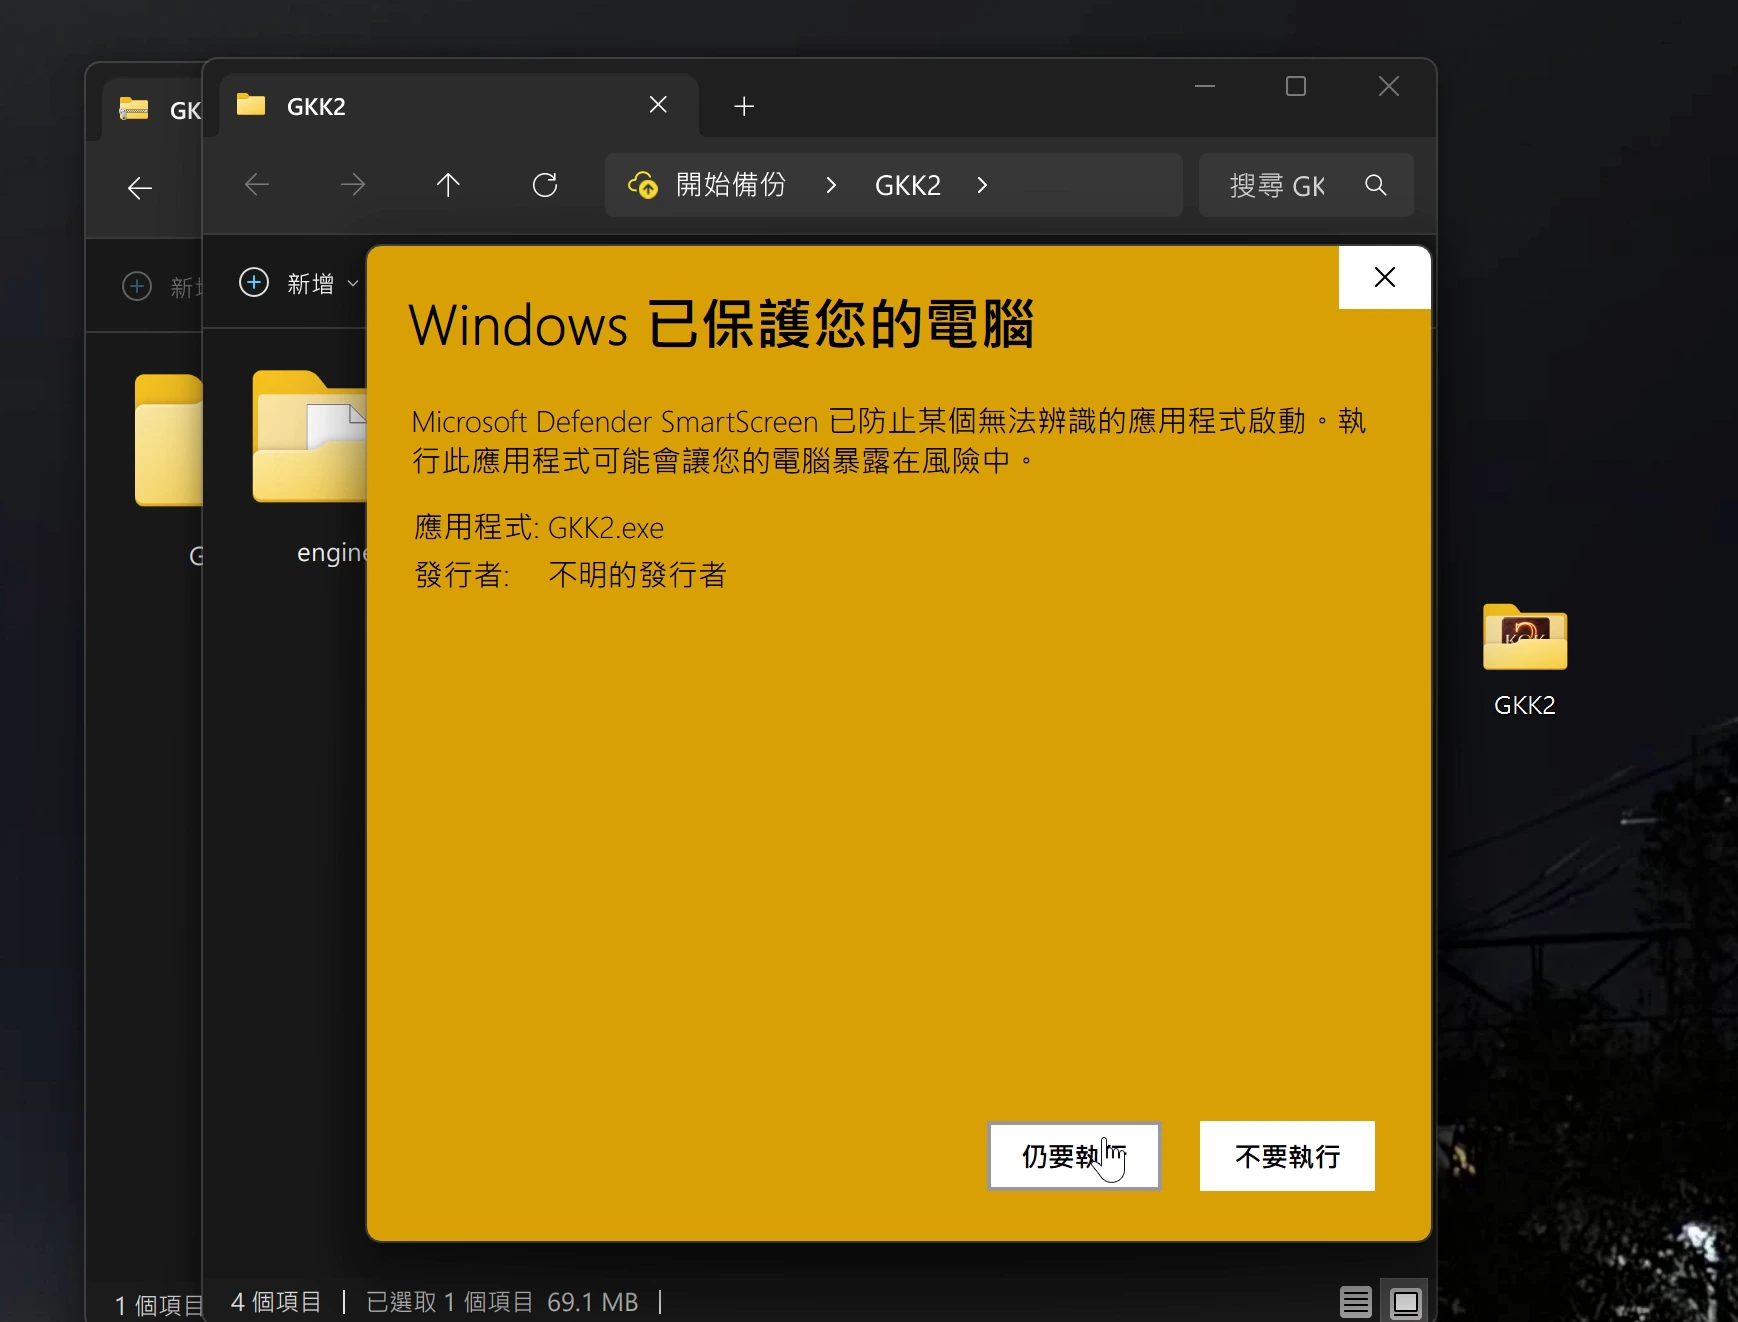 GK
GKK2
開始備份 > GKK2 >
搜尋 GK
新增
Windows 已保護您的電腦
Microsoft Defender SmartScreen 已防止某個無法辨識的應用程式啟動。執
行此應用程式可能會讓您的電腦暴露在風險中。
應用程式: GKK2.exe
發行者: 不明的發行者
engine
GKK2
仍要執行
不要執行
1 個項目
4 個項目 | 已選取 1 個項目 69.1 MB |